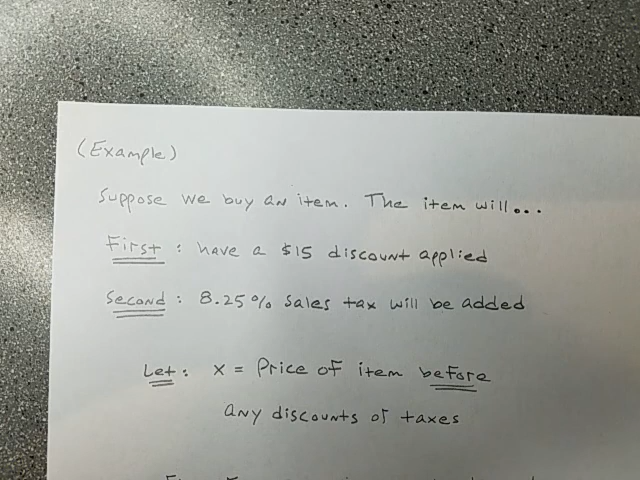 (Example)
Suppose we buy an item. The item will...
First: have a $15 discount applied
Second: 8.25% sales tax will be added
Let: x = Price of item before
any discounts or taxes